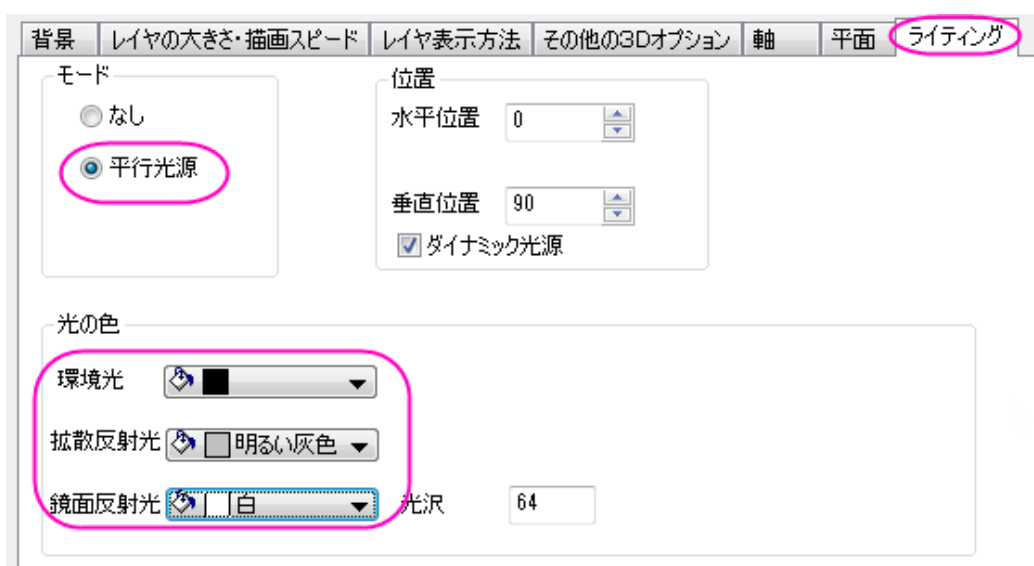 背景 レイヤの大きさ・描画スピード レイヤ表示方法 その他の3Dオプション 軸 平面 ライティング
モード
なし
平行光源
位置
水平位置 0
垂直位置 90
ダイナミック光源
光の色
環境光
拡散反射光 明るい灰色
鏡面反射光 白 光沢 64